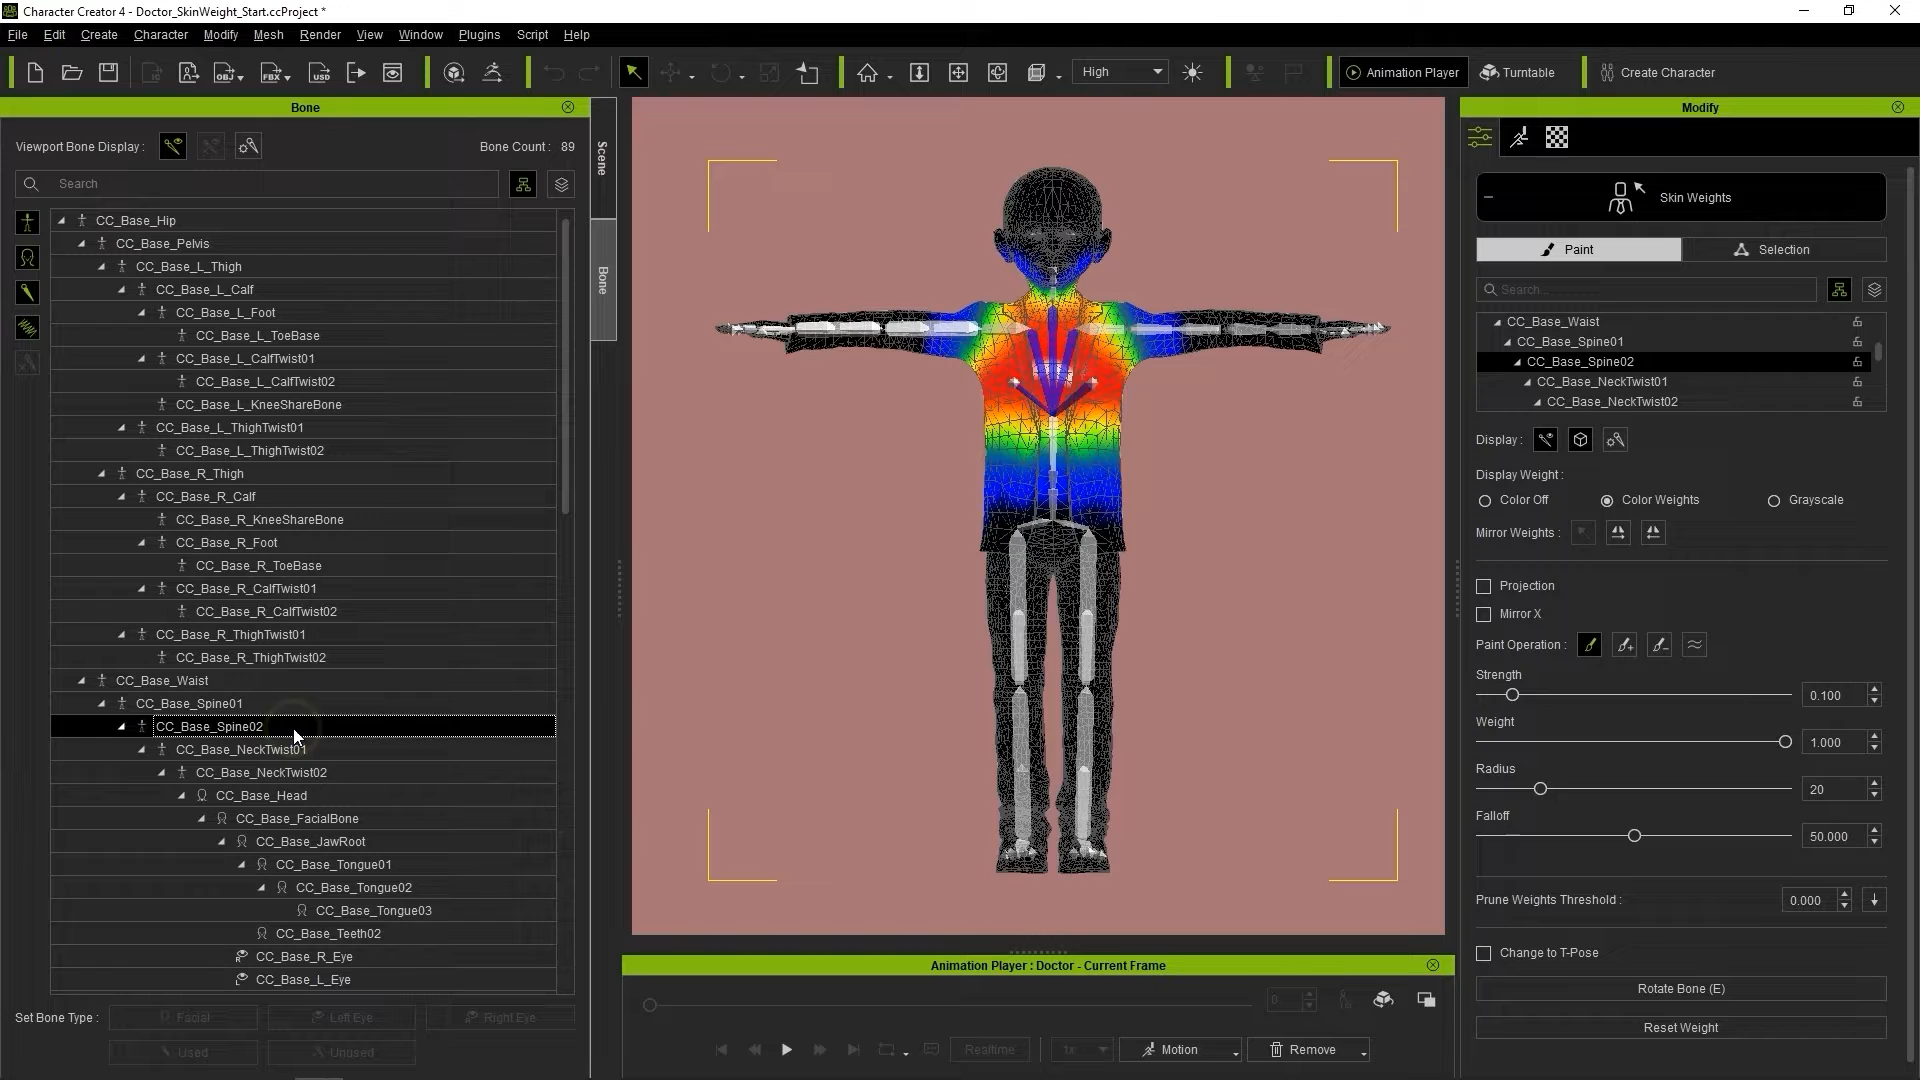 Character Creator 4 - Doctor_SkinWeight_Start.ccProject *
File Edit Create Character Modify Mesh Render View Window Plugins Script Help
OBJ FBX USD High Animation Player Turntable Create Character
Bone
Viewport Bone Display : Bone Count : 89
Search
CC_Base_Hip
CC_Base_Pelvis
CC_Base_L_Thigh
CC_Base_L_Calf
CC_Base_L_Foot
CC_Base_L_ToeBase
CC_Base_L_CalfTwist01
CC_Base_L_CalfTwist02
CC_Base_L_KneeShareBone
CC_Base_L_ThighTwist01
CC_Base_L_ThighTwist02
CC_Base_R_Thigh
CC_Base_R_Calf
CC_Base_R_KneeShareBone
CC_Base_R_Foot
CC_Base_R_ToeBase
CC_Base_R_CalfTwist01
CC_Base_R_CalfTwist02
CC_Base_R_ThighTwist01
CC_Base_R_ThighTwist02
CC_Base_Waist
CC_Base_Spine01
CC_Base_Spine02
CC_Base_NeckTwist01
CC_Base_NeckTwist02
CC_Base_Head
CC_Base_FacialBone
CC_Base_JawRoot
CC_Base_Tongue01
CC_Base_Tongue02
CC_Base_Tongue03
CC_Base_Teeth02
CC_Base_R_Eye
CC_Base_L_Eye
Set Bone Type : Facial Left Eye Right Eye
Used Unused
Scene
Bone
Animation Player : Doctor - Current Frame
0
Realtime 1x Motion Remove
Modify
Skin Weights
Paint Selection
Search...
CC_Base_Waist
CC_Base_Spine01
CC_Base_Spine02
CC_Base_NeckTwist01
CC_Base_NeckTwist02
Display :
Display Weight :
Color Off Color Weights Grayscale
Mirror Weights :
Projection
Mirror X
Paint Operation :
Strength
0.100
Weight
1.000
Radius
20
Falloff
50.000
Prune Weights Threshold : 0.000
Change to T-Pose
Rotate Bone (E)
Reset Weight